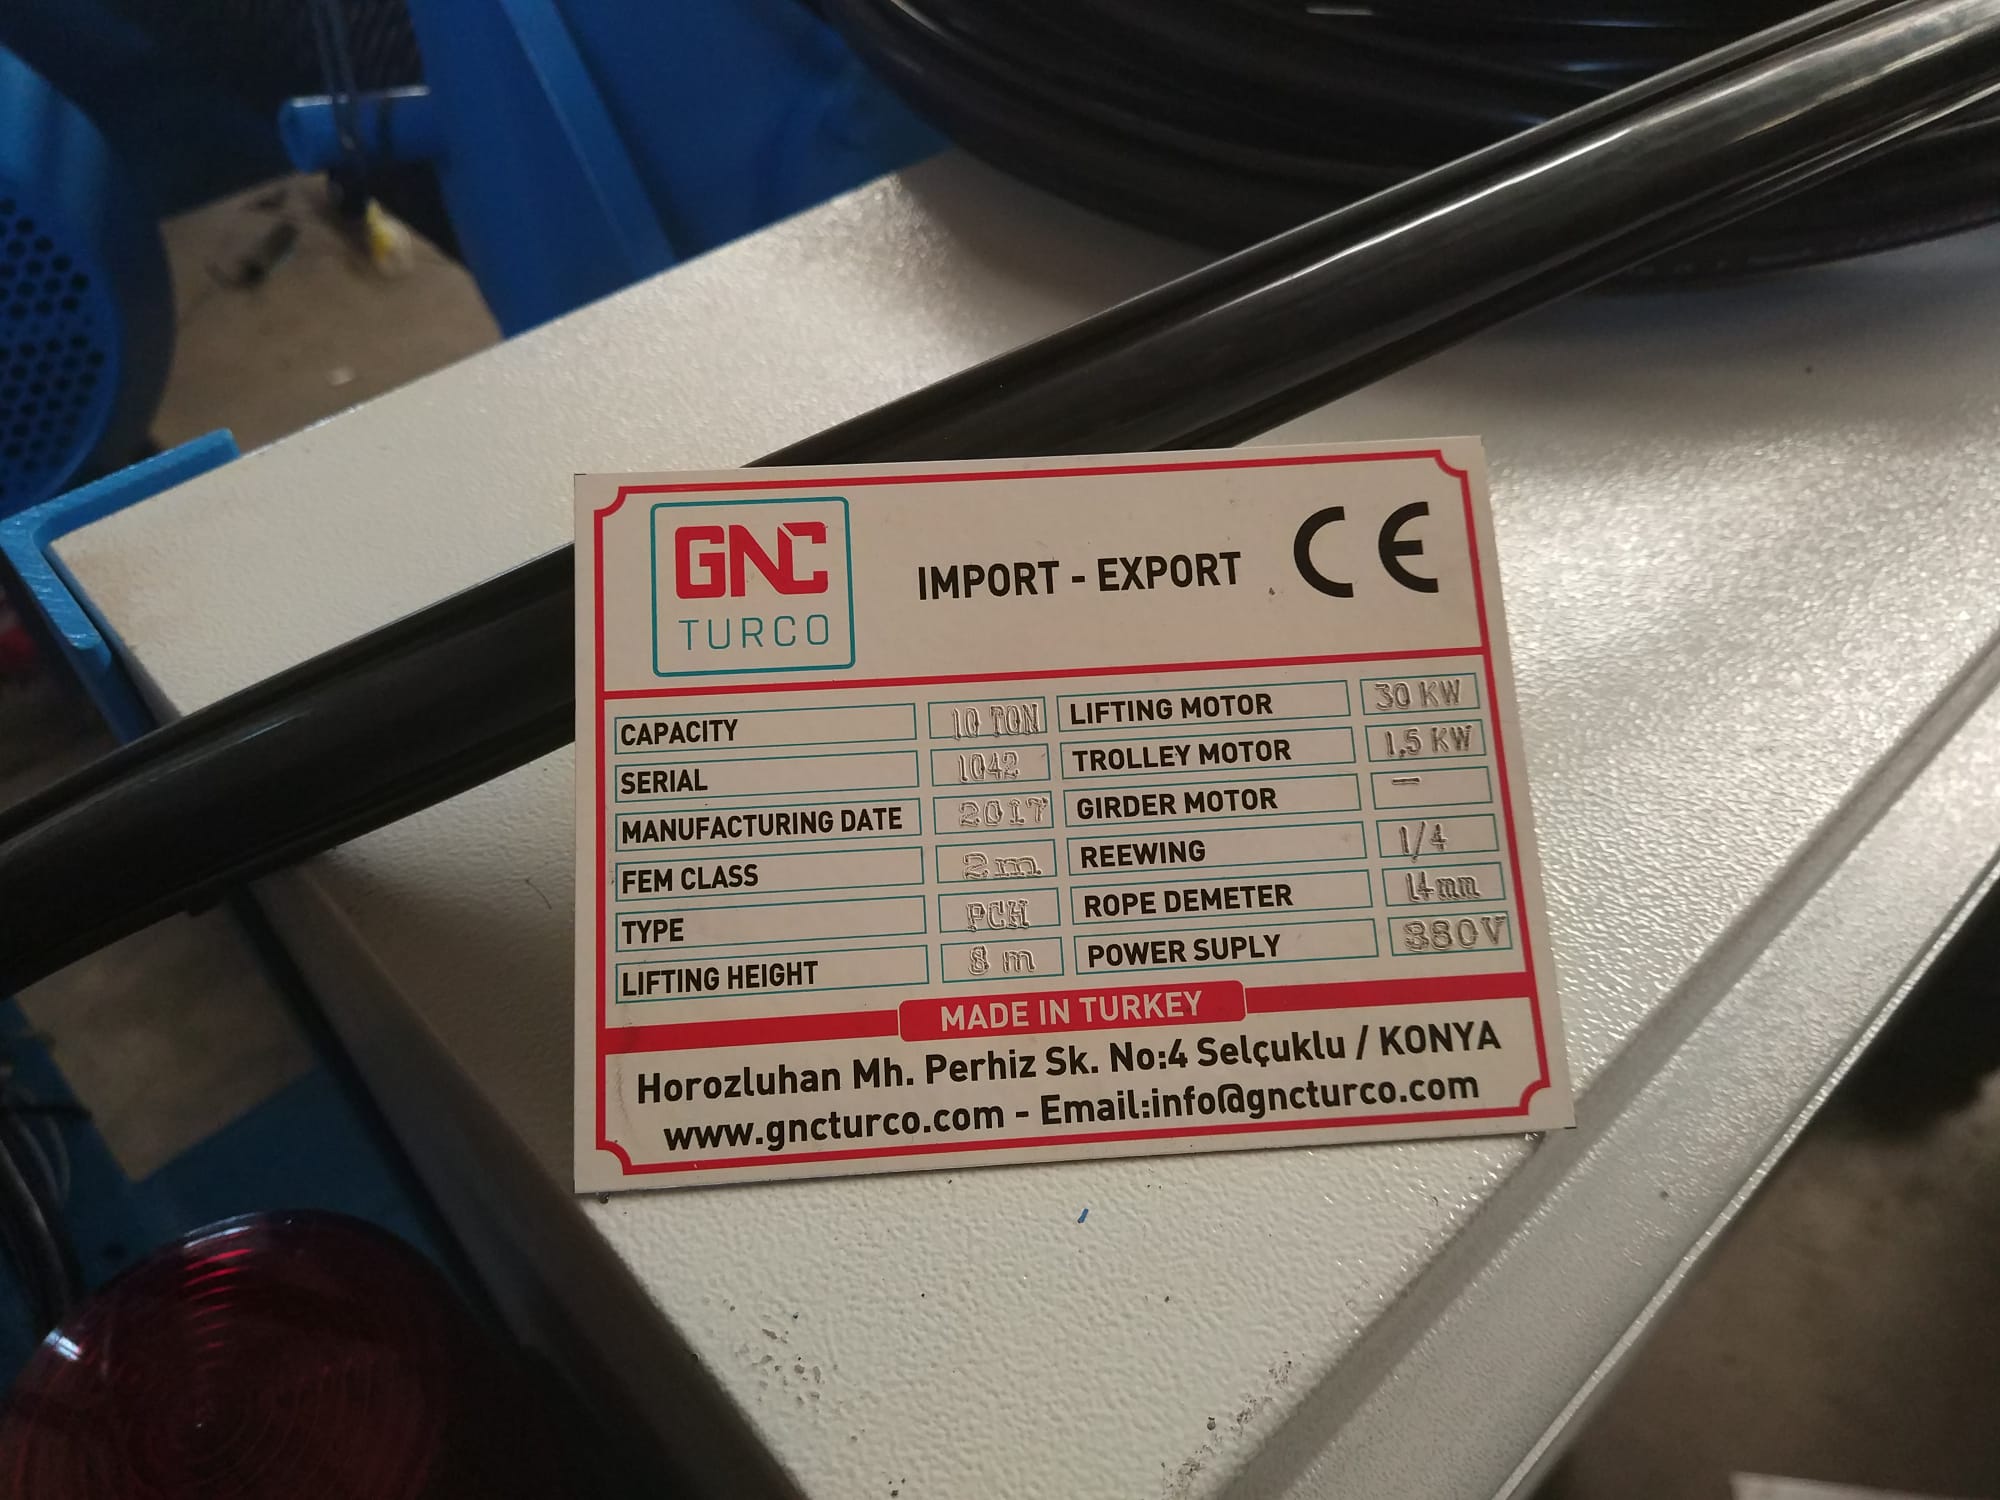 GNC
TURCO
IMPORT - EXPORT
CE
CAPACITY 10 TON
SERIAL 1042
MANUFACTURING DATE 2017
FEM CLASS 2m
TYPE PCH
LIFTING HEIGHT 8 m
LIFTING MOTOR 30 KW
TROLLEY MOTOR 1,5 KW
GIRDER MOTOR –
REEWING 1/4
ROPE DEMETER 14mm
POWER SUPLY 380V
MADE IN TURKEY
Horozluhan Mh. Perhiz Sk. No:4 Selçuklu / KONYA
www.gncturco.com - Email:info@gncturco.com